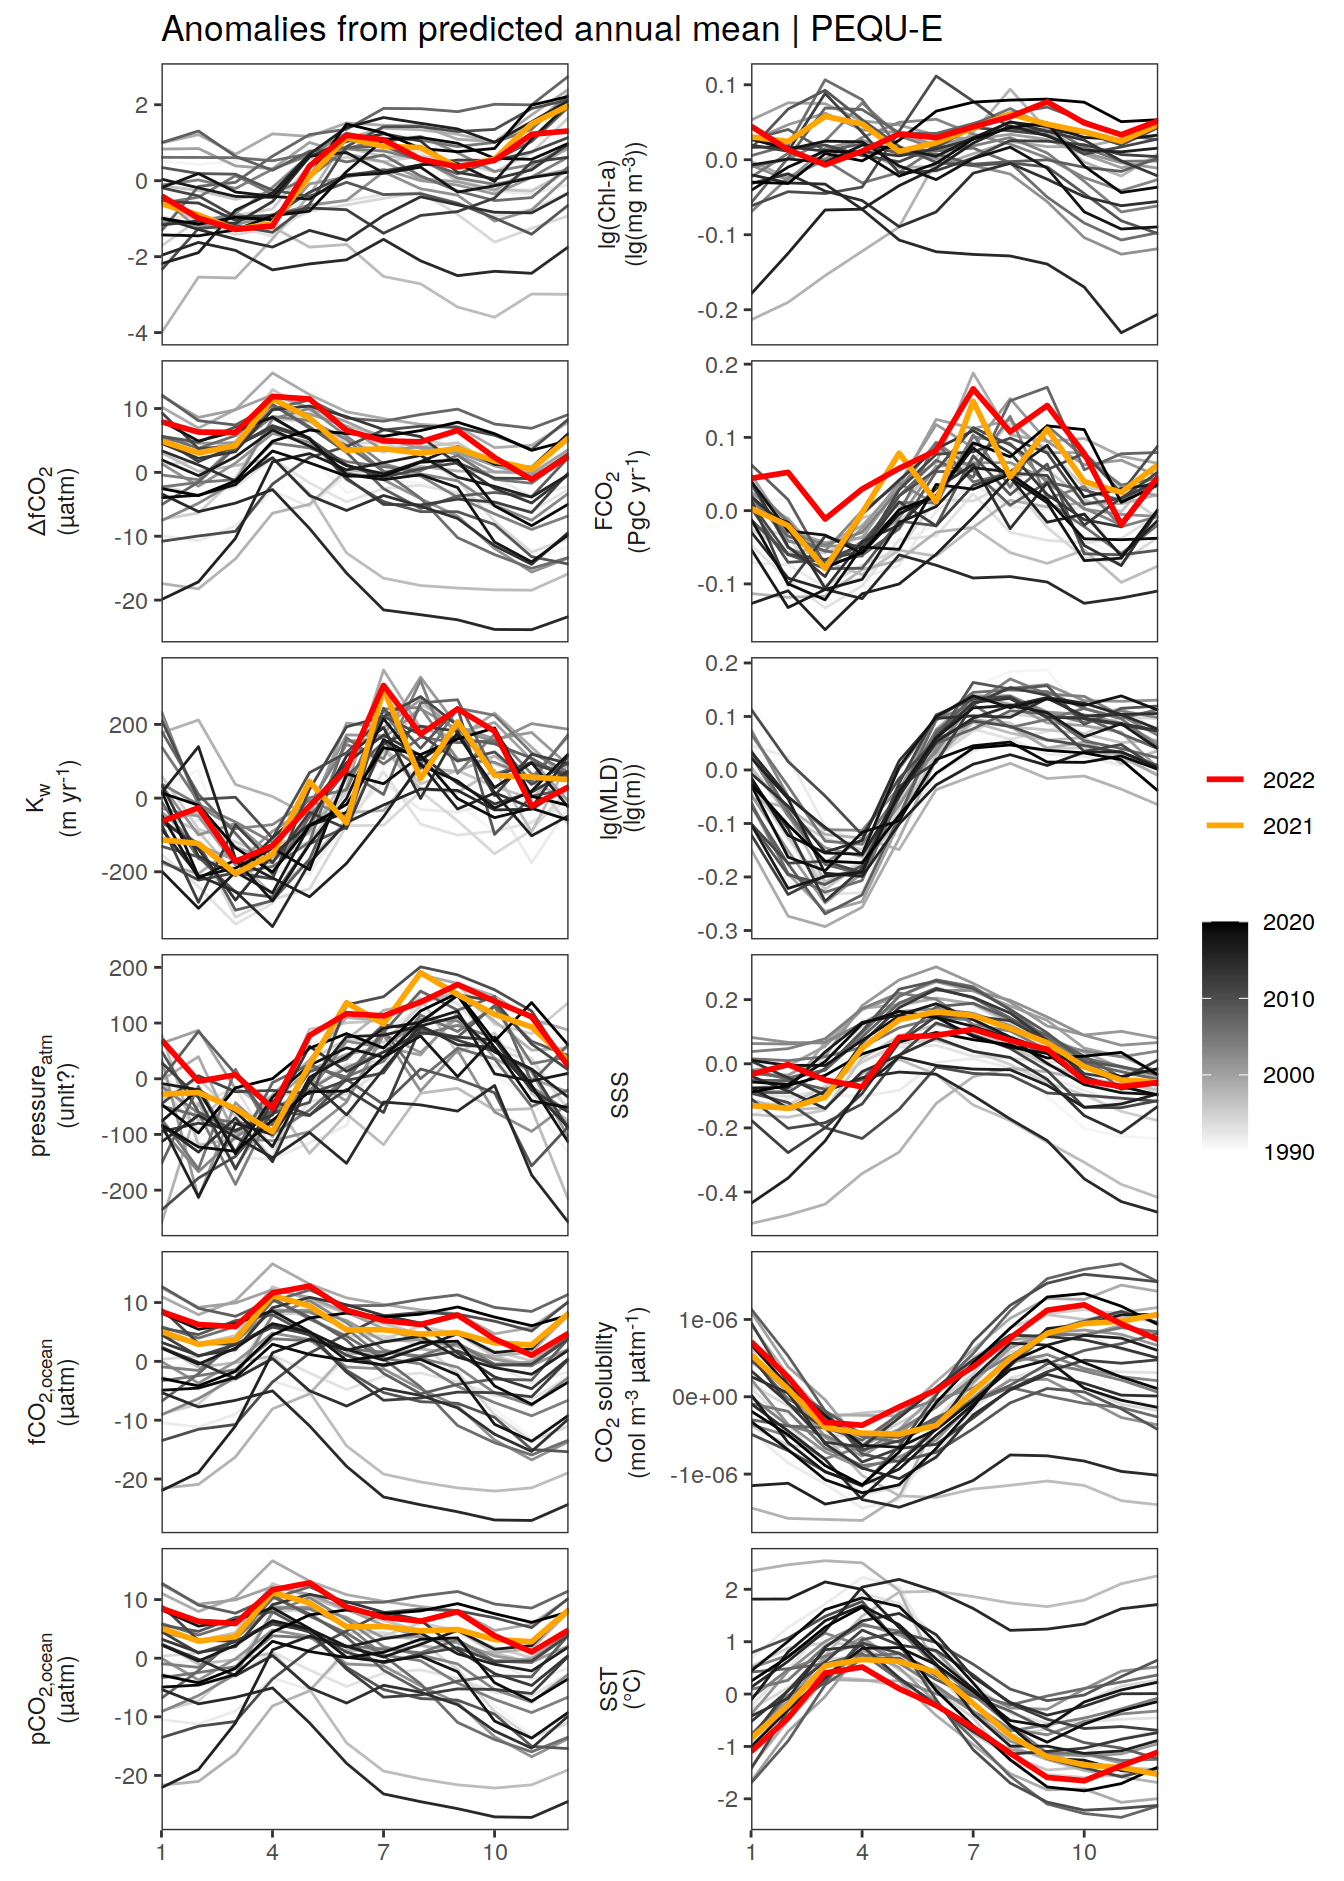 Anomalies from predicted annual mean | PEQU-E
2
0
-2
-4
lg(Chl-a)
(lg(mg m⁻³))
0.1
0.0
-0.1
-0.2
ΔfCO₂
(µatm)
10
0
-10
-20
FCO₂
(PgC yr⁻¹)
0.2
0.1
0.0
-0.1
K_w
(m yr⁻¹)
200
0
-200
lg(MLD)
(lg(m))
0.2
0.1
0.0
-0.1
-0.2
-0.3
pressure_atm
(unit?)
200
100
0
-100
-200
SSS
0.2
0.0
-0.2
-0.4
fCO₂,ocean
(µatm)
10
0
-10
-20
CO₂ solubility
(mol m⁻³ µatm⁻¹)
1e-06
0e+00
-1e-06
pCO₂,ocean
(µatm)
10
0
-10
-20
SST
(°C)
2
1
0
-1
-2
1 4 7 10
1 4 7 10
2022
2021
2020
2010
2000
1990